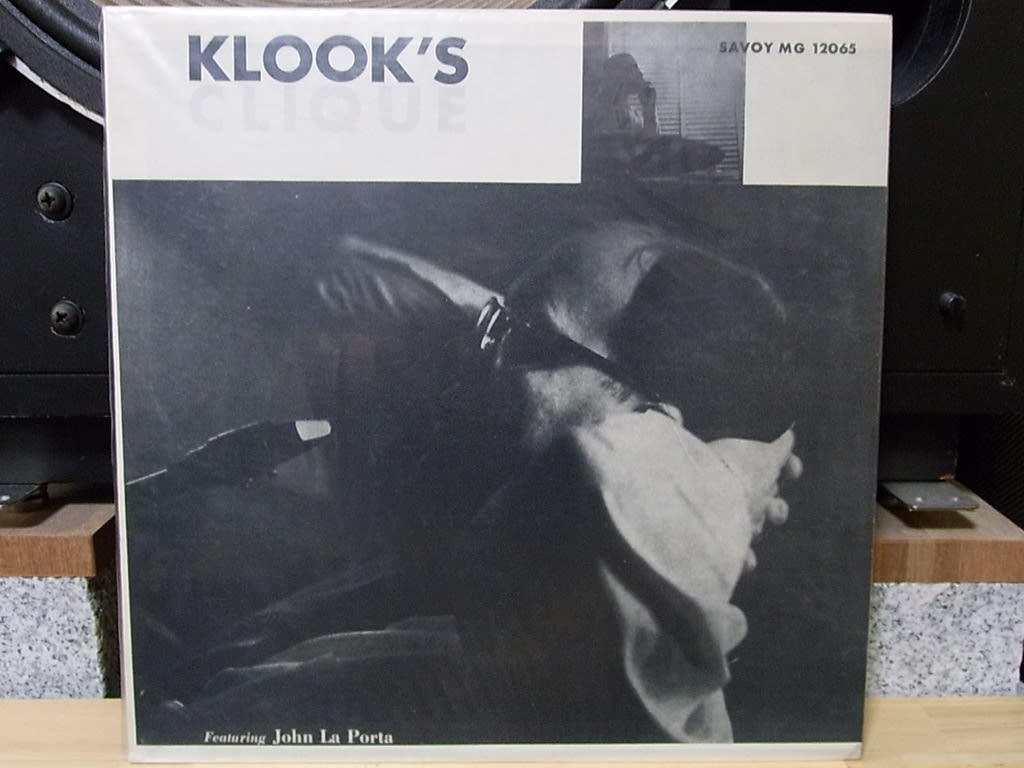 KLOOK'S
CLIQUE
SAVOY MG 12065
Featuring John La Porta